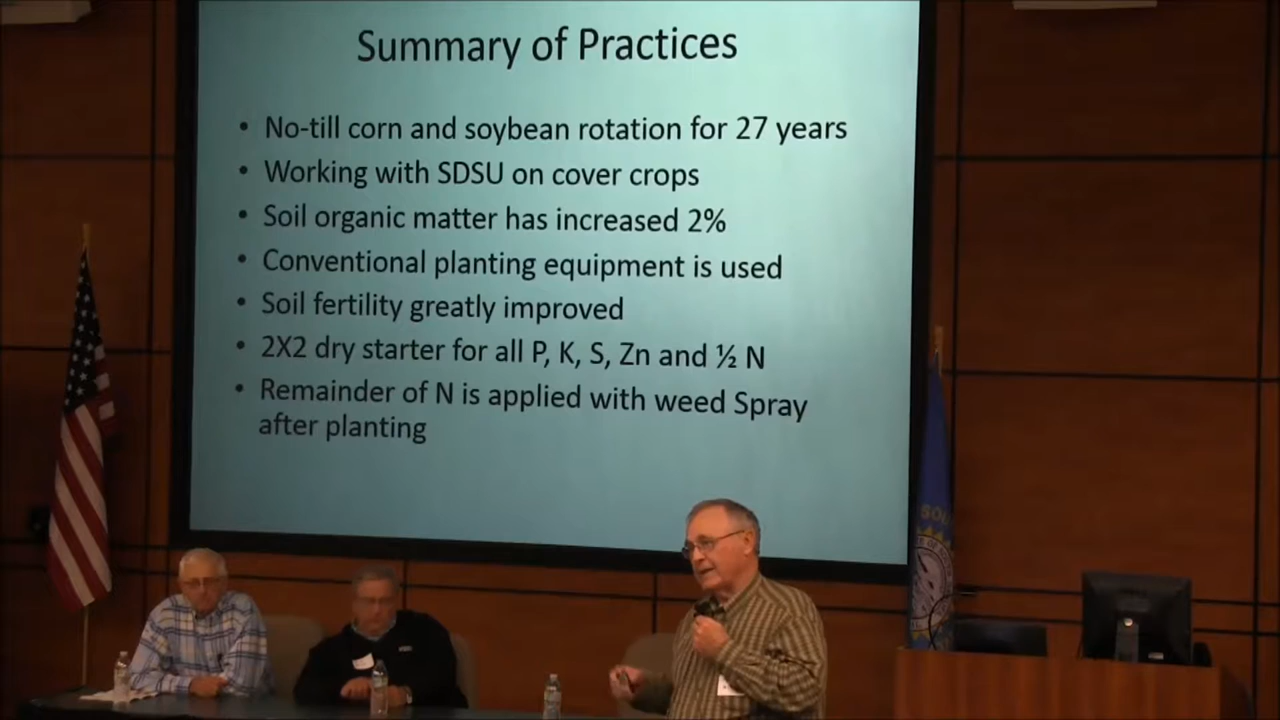 Summary of Practices
• No-till corn and soybean rotation for 27 years
• Working with SDSU on cover crops
• Soil organic matter has increased 2%
• Conventional planting equipment is used
• Soil fertility greatly improved
• 2X2 dry starter for all P, K, S, Zn and ½ N
• Remainder of N is applied with weed Spray
after planting